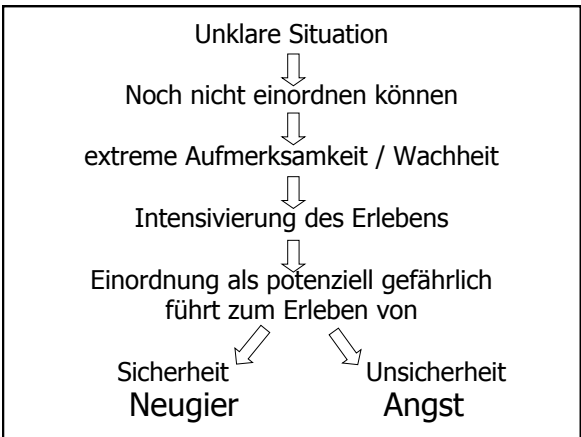 Unklare Situation
Noch nicht einordnen können
extreme Aufmerksamkeit / Wachheit
Intensivierung des Erlebens
Einordnung als potenziell gefährlich
führt zum Erleben von
Sicherheit Unsicherheit
Neugier Angst